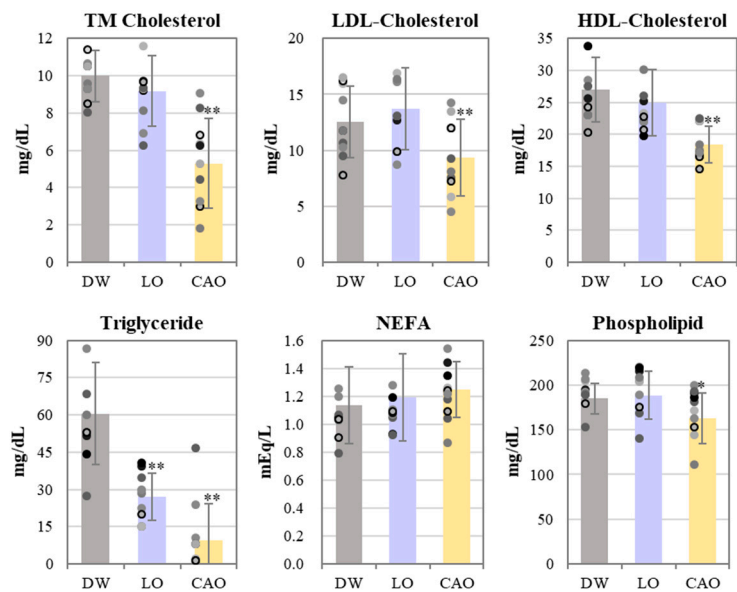 TM Cholesterol
12
10
8
6
4
2
0
mg/dL
**
DW LO CAO
LDL-Cholesterol
20
15
10
5
0
mg/dL
**
DW LO CAO
HDL-Cholesterol
35
30
25
20
15
10
5
0
mg/dL
**
DW LO CAO
Triglyceride
90
75
60
45
30
15
0
mg/dL
**
**
DW LO CAO
NEFA
1.6
1.4
1.2
1.0
0.8
0.6
0.4
0.2
0.0
mEq/L
DW LO CAO
Phospholipid
250
200
150
100
50
0
mg/dL
*
DW LO CAO